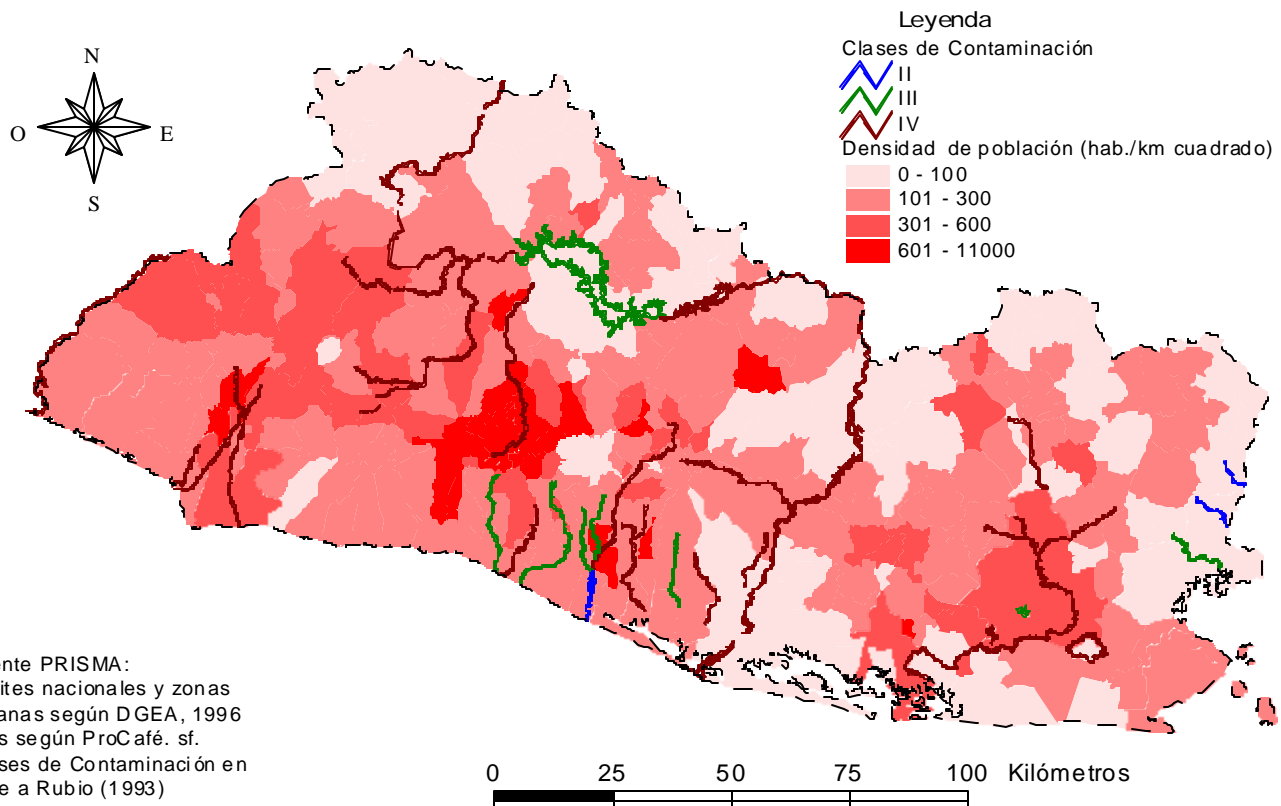 Leyenda
Clases de Contaminación
II
III
IV
Densidad de población (hab./km cuadrado)
0 - 100
101 - 300
301 - 600
601 - 11000
N
O E
S
ente PRISMA:
ites nacionales y zonas
anas según DGEA, 1996
s según ProCafé. sf.
ses de Contaminación en
e a Rubio (1993)
0 25 50 75 100 Kilómetros